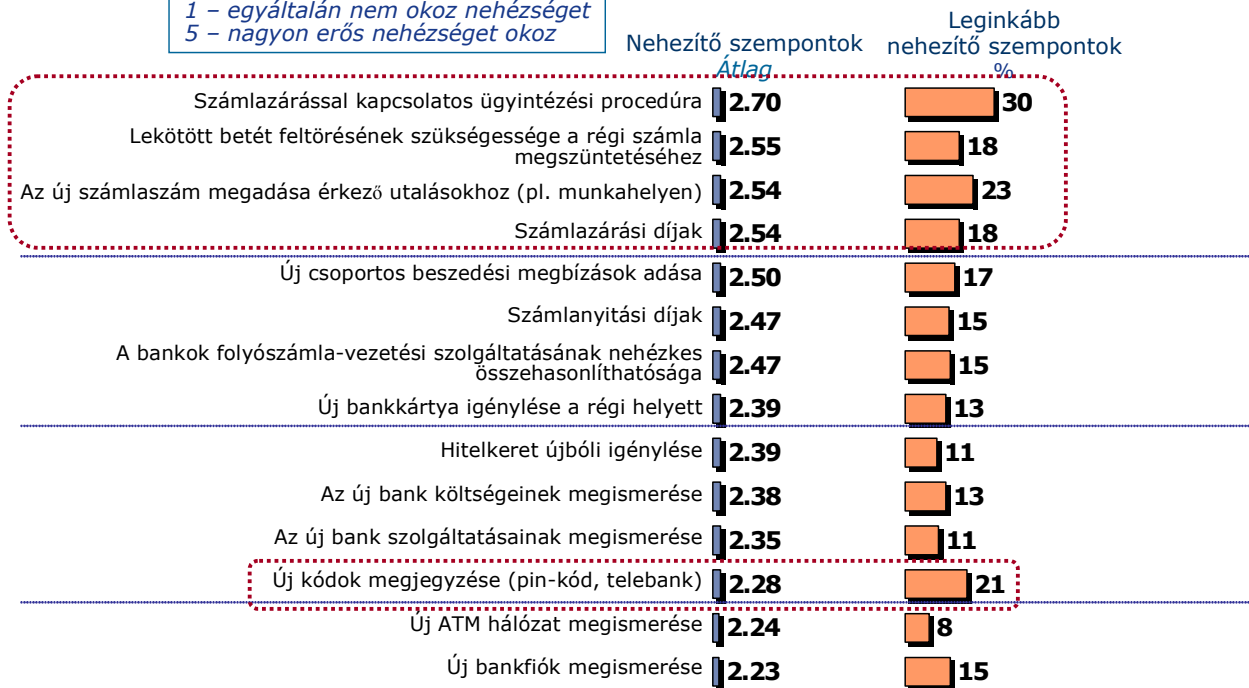 1 – egyáltalán nem okoz nehézséget
5 – nagyon erős nehézséget okoz
Nehezítő szempontok
Átlag
Leginkább
nehezítő szempontok
%
Számlazárással kapcsolatos ügyintézési procedúra 2.70 30
Lekötött betét feltörésének szükségessége a régi számla
megszüntetéséhez 2.55 18
Az új számlaszám megadása érkező utalásokhoz (pl. munkahelyen) 2.54 23
Számlazárási díjak 2.54 18
Új csoportos beszedési megbízások adása 2.50 17
Számlanyitási díjak 2.47 15
A bankok folyószámla-vezetési szolgáltatásának nehézkes
összehasonlíthatósága 2.47 15
Új bankkártya igénylése a régi helyett 2.39 13
Hitelkeret újbóli igénylése 2.39 11
Az új bank költségeinek megismerése 2.38 13
Az új bank szolgáltatásainak megismerése 2.35 11
Új kódok megjegyzése (pin-kód, telebank) 2.28 21
Új ATM hálózat megismerése 2.24 8
Új bankfiók megismerése 2.23 15